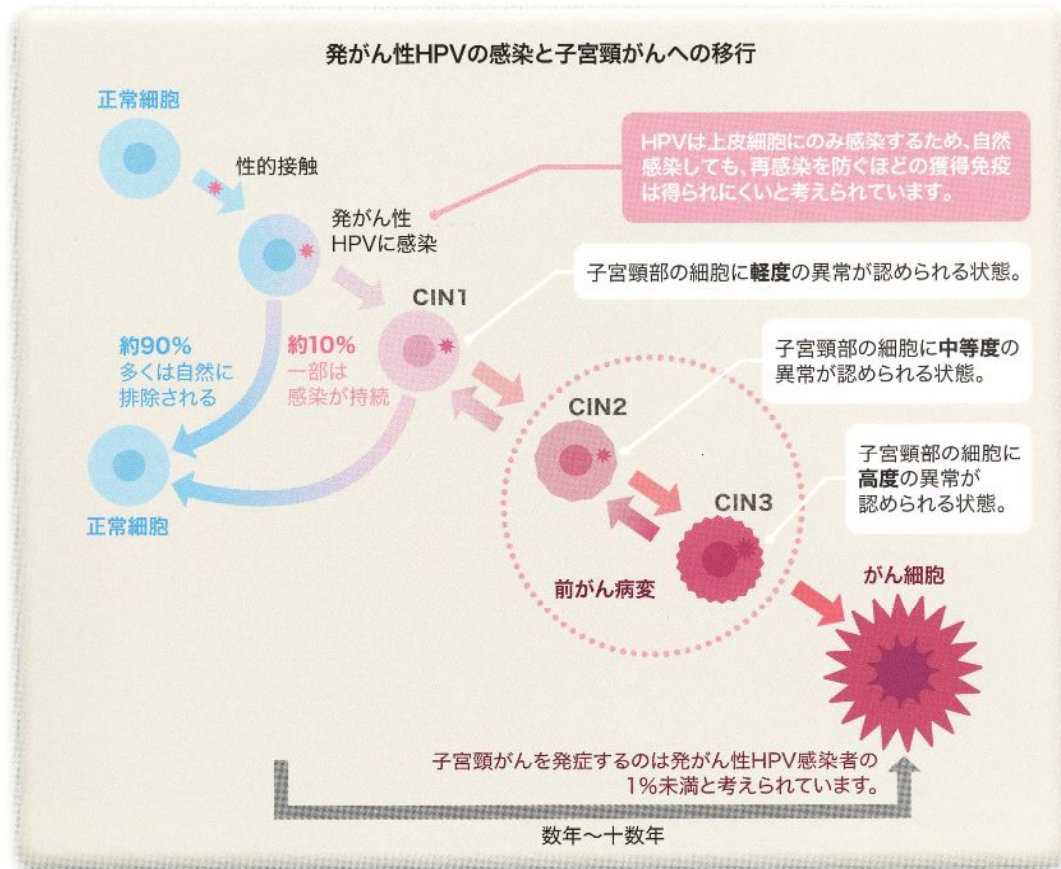 発がん性HPVの感染と子宮頸がんへの移行
正常細胞
性的接触
発がん性
HPVに感染
HPVは上皮細胞にのみ感染するため、自然
感染しても、再感染を防ぐほどの獲得免疫
は得られにくいと考えられています。
子宮頸部の細胞に軽度の異常が認められる状態。
CIN1
約90%
多くは自然に
排除される
約10%
一部は
感染が持続
子宮頸部の細胞に中等度の
異常が認められる状態。
CIN2
子宮頸部の細胞に
高度の異常が
認められる状態。
CIN3
正常細胞
前がん病変
がん細胞
子宮頸がんを発症するのは発がん性HPV感染者の
1%未満と考えられています。
数年〜十数年